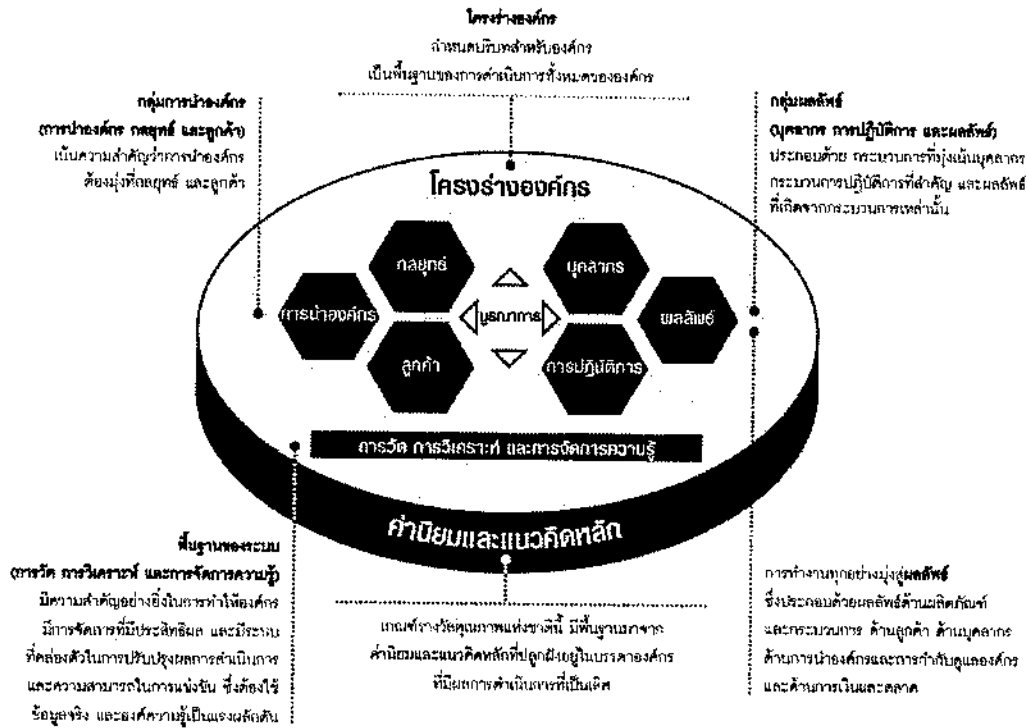 โครงร่างองค์กร
กำหนดบริบทสำหรับองค์กร
เป็นพื้นฐานของการดำเนินการทั้งหมดขององค์กร
กลุ่มการนำองค์กร
(การนำองค์กร กลยุทธ์ และลูกค้า)
เน้นความสำคัญว่าการนำองค์กร
ต้องมุ่งที่กลยุทธ์ และลูกค้า
กลุ่มผลลัพธ์
(บุคลากร การปฏิบัติการ และผลลัพธ์)
ประกอบด้วย กระบวนการที่มุ่งเน้นบุคลากร
กระบวนการปฏิบัติการที่สำคัญ และผลลัพธ์
ที่เกิดจากกระบวนการเหล่านั้น
โครงร่างองค์กร
กลยุทธ์
บุคลากร
การนำองค์กร
บูรณาการ
ผลลัพธ์
ลูกค้า
การปฏิบัติการ
การวัด การวิเคราะห์ และการจัดการความรู้
ค่านิยมและแนวคิดหลัก
พื้นฐานของระบบ
(การวัด การวิเคราะห์ และการจัดการความรู้)
มีความสำคัญอย่างยิ่งในการทำให้องค์กร
มีการจัดการที่มีประสิทธิผล และมีระบบ
ที่คล่องตัวในการปรับปรุงผลการดำเนินการ
และความสามารถในการแข่งขัน ซึ่งต้องใช้
ข้อมูลจริง และองค์ความรู้เป็นแรงผลักดัน
เกณฑ์รางวัลคุณภาพแห่งชาตินี้ มีพื้นฐานมาจาก
ค่านิยมและแนวคิดหลักที่ปลูกฝังอยู่ในบรรดาองค์กร
ที่มีผลการดำเนินการที่เป็นเลิศ
การทำงานทุกอย่างมุ่งสู่ผลลัพธ์
ซึ่งประกอบด้วยผลลัพธ์ด้านผลิตภัณฑ์
และกระบวนการ ด้านลูกค้า ด้านบุคลากร
ด้านการนำองค์กรและการกำกับดูแลองค์กร
และด้านการเงินและตลาด